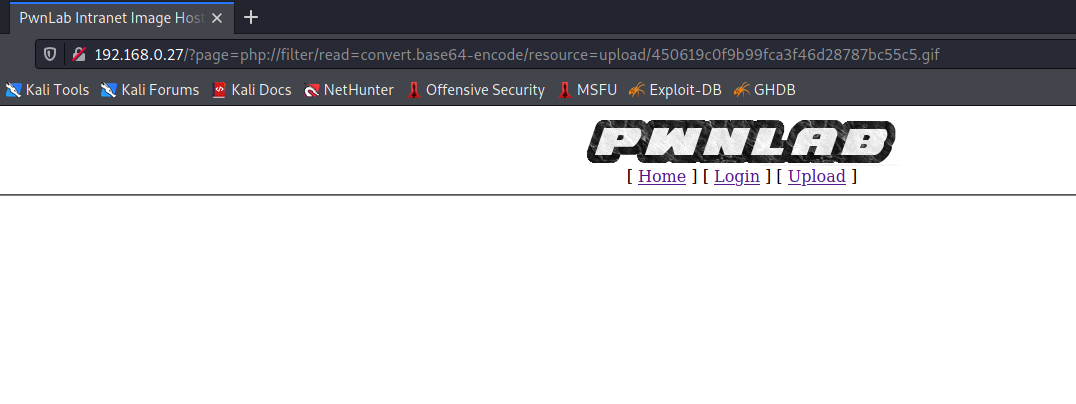 PwnLab Intranet Image Host
192.168.0.27/?page=php://filter/read=convert.base64-encode/resource=upload/450619c0f9b99fca3f46d28787bc55c5.gif
Kali Tools Kali Forums Kali Docs NetHunter Offensive Security MSFU Exploit-DB GHDB
PWNLAB
[ Home ] [ Login ] [ Upload ]